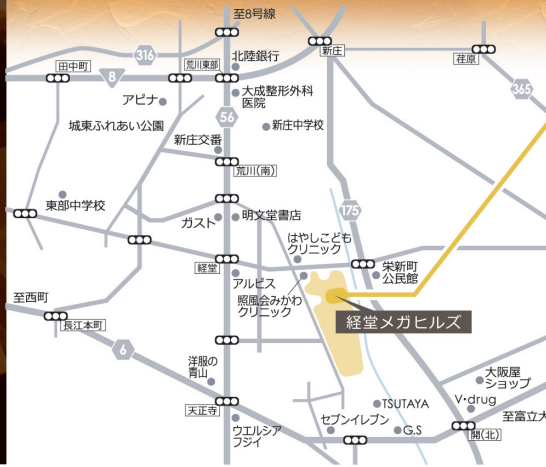 至8号線
316
北陸銀行
新庄
荏原
田中町
8
荒川東部
365
アピナ
大成整形外科
医院
城東ふれあい公園
56
新庄中学校
新庄交番
荒川(南)
東部中学校
175
ガスト
明文堂書店
はやしこども
クリニック
経堂
栄新町
公民館
アルビス
照風会みかわ
クリニック
至西町
長江本町
経堂メガヒルズ
6
洋服の
青山
大阪屋
ショップ
天正寺
TSUTAYA
V・drug
至富立大
ウエルシア
フジイ
セブンイレブン
G.S
開(北)